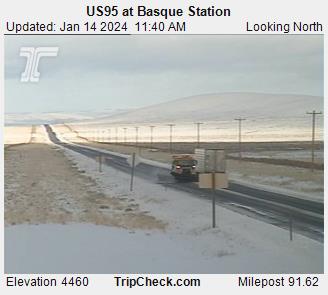 US95 at Basque Station
Updated: Jan 14 2024 11:40 AM Looking North
Elevation 4460 TripCheck.com Milepost 91.62